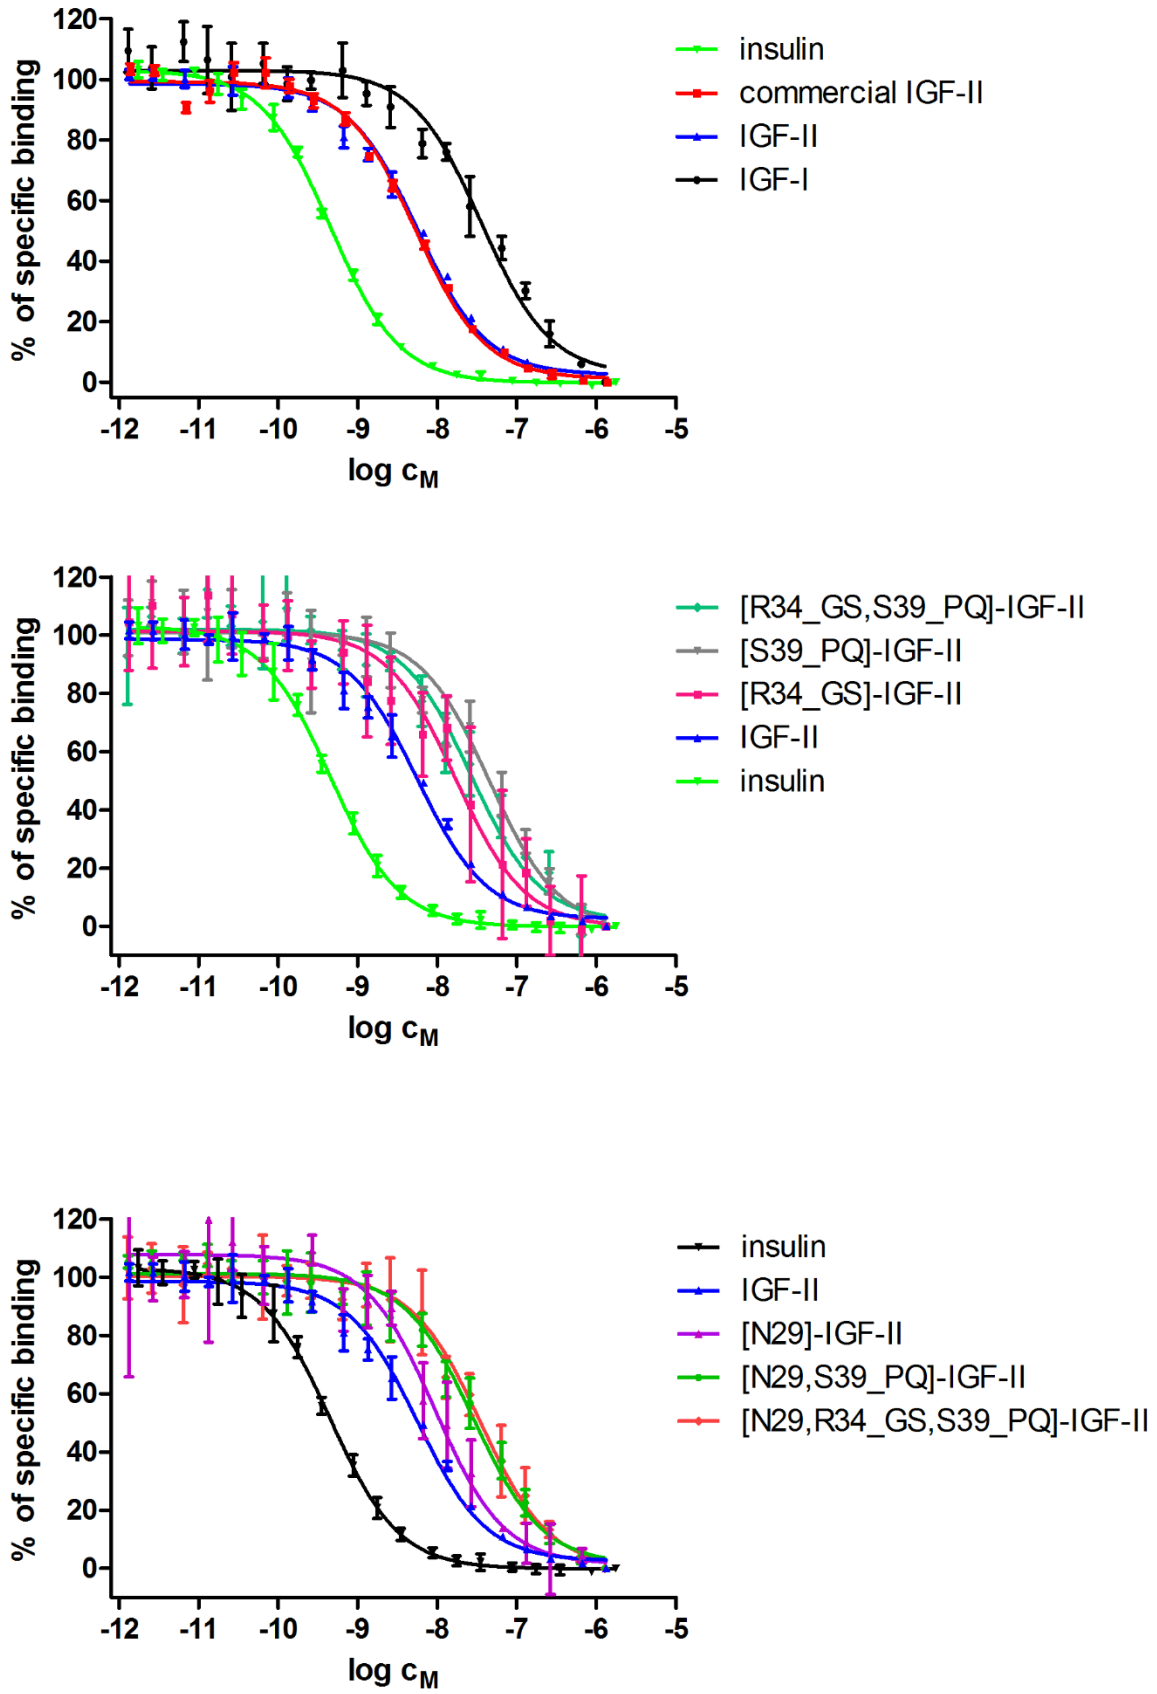 120
100
80
60
40
20
0
% of specific binding
-12 -11 -10 -9 -8 -7 -6 -5
log cM
insulin
commercial IGF-II
IGF-II
IGF-I
120
100
80
60
40
20
0
% of specific binding
-12 -11 -10 -9 -8 -7 -6 -5
log cM
[R34_GS,S39_PQ]-IGF-II
[S39_PQ]-IGF-II
[R34_GS]-IGF-II
IGF-II
insulin
120
100
80
60
40
20
0
% of specific binding
-12 -11 -10 -9 -8 -7 -6 -5
log cM
insulin
IGF-II
[N29]-IGF-II
[N29,S39_PQ]-IGF-II
[N29,R34_GS,S39_PQ]-IGF-II